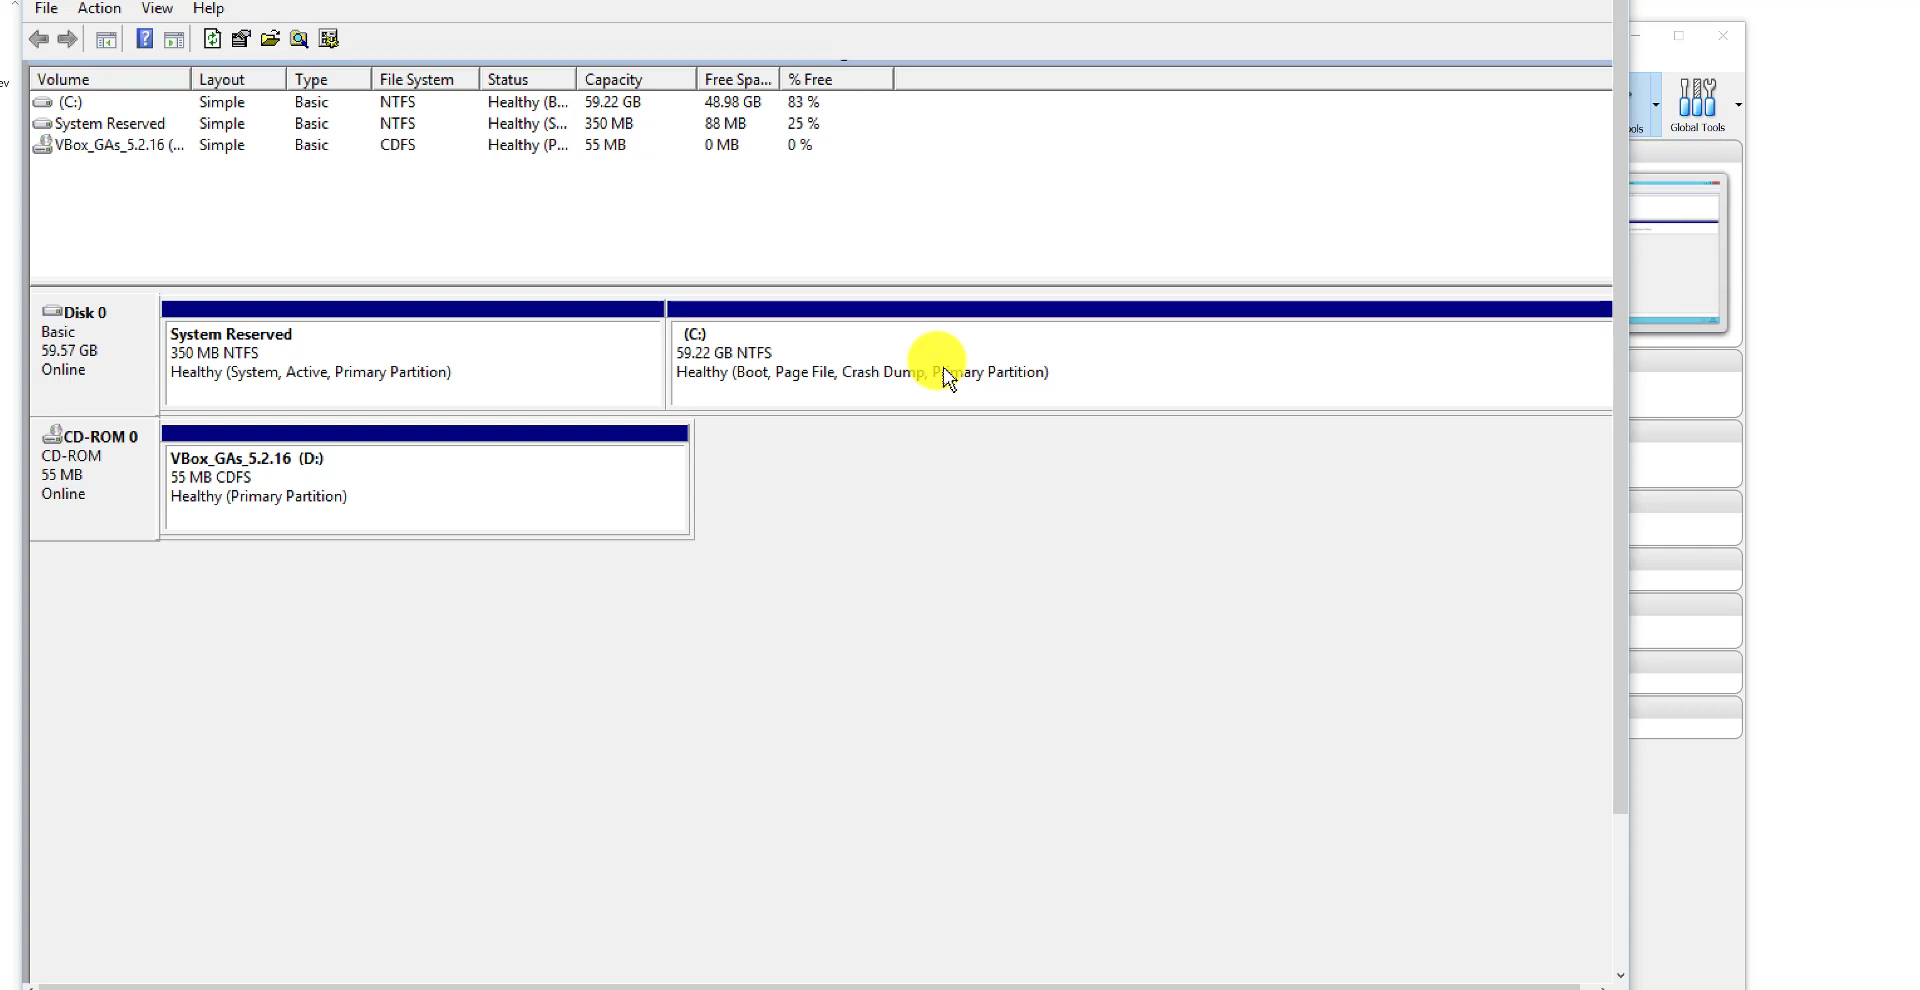 File Action View Help
ev
Volume Layout Type File System Status Capacity Free Spa... % Free
(C:) Simple Basic NTFS Healthy (B... 59.22 GB 48.98 GB 83 %
System Reserved Simple Basic NTFS Healthy (S... 350 MB 88 MB 25 %
VBox_GAs_5.2.16 (... Simple Basic CDFS Healthy (P... 55 MB 0 MB 0 %
ols Global Tools
Disk 0
Basic
59.57 GB
Online
System Reserved
350 MB NTFS
Healthy (System, Active, Primary Partition)
(C:)
59.22 GB NTFS
Healthy (Boot, Page File, Crash Dump, Primary Partition)
CD-ROM 0
CD-ROM
55 MB
Online
VBox_GAs_5.2.16 (D:)
55 MB CDFS
Healthy (Primary Partition)